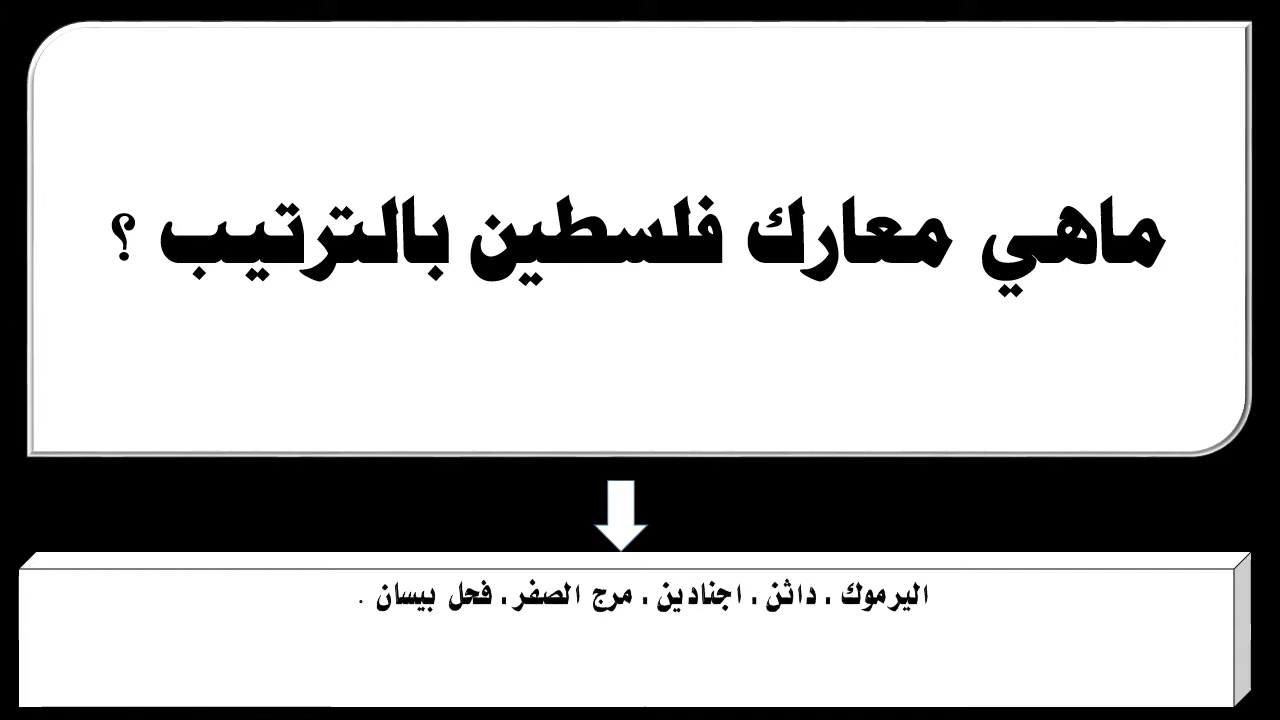 ماهي معارك فلسطين بالترتيب ؟
اليرموك . داثن . اجنادين . مرج الصفر . فحل بيسان .